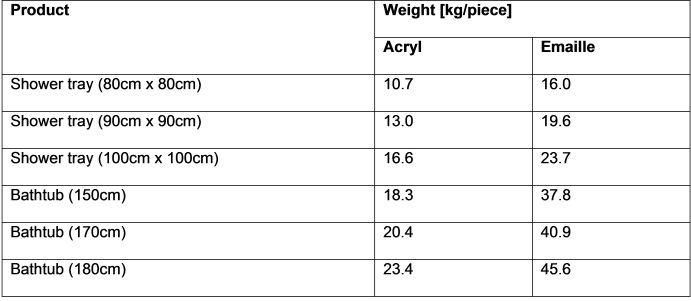 Product Weight [kg/piece]
Acryl Emaille
Shower tray (80cm x 80cm) 10.7 16.0
Shower tray (90cm x 90cm) 13.0 19.6
Shower tray (100cm x 100cm) 16.6 23.7
Bathtub (150cm) 18.3 37.8
Bathtub (170cm) 20.4 40.9
Bathtub (180cm) 23.4 45.6